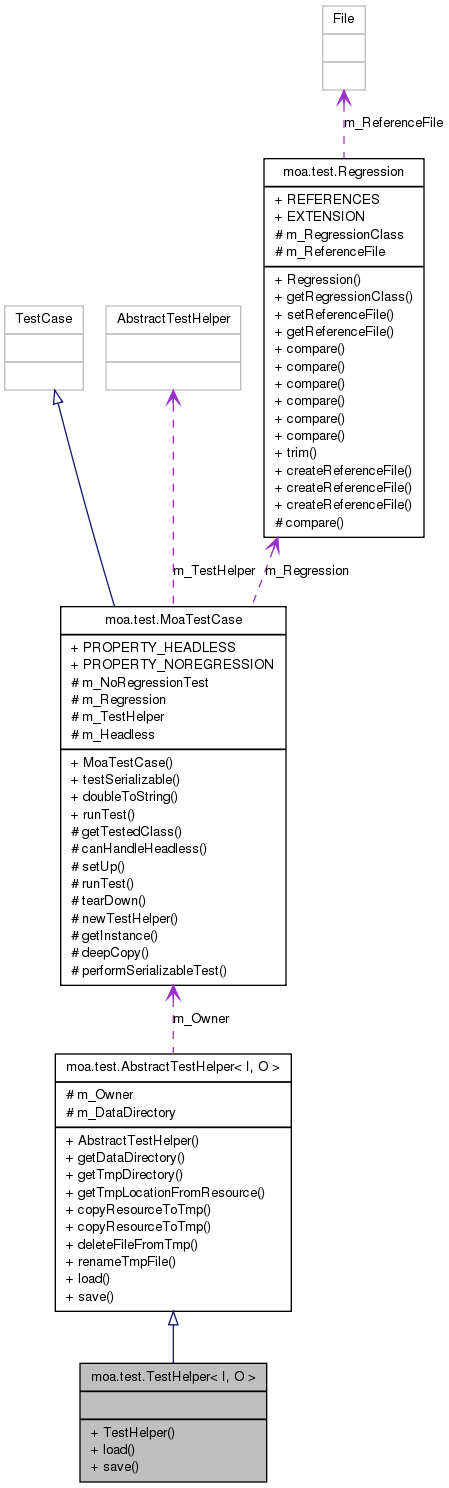 File
m_ReferenceFile
moa.test.Regression
+ REFERENCES
+ EXTENSION
# m_RegressionClass
# m_ReferenceFile
+ Regression()
+ getRegressionClass()
+ setReferenceFile()
+ getReferenceFile()
+ compare()
+ compare()
+ compare()
+ compare()
+ compare()
+ compare()
+ trim()
+ createReferenceFile()
+ createReferenceFile()
+ createReferenceFile()
# compare()
TestCase
AbstractTestHelper
m_TestHelper
m_Regression
moa.test.MoaTestCase
+ PROPERTY_HEADLESS
+ PROPERTY_NOREGRESSION
# m_NoRegressionTest
# m_Regression
# m_TestHelper
# m_Headless
+ MoaTestCase()
+ testSerializable()
+ doubleToString()
+ runTest()
# getTestedClass()
# canHandleHeadless()
# setUp()
# runTest()
# tearDown()
# newTestHelper()
# getInstance()
# deepCopy()
# performSerializableTest()
m_Owner
moa.test.AbstractTestHelper< I, O >
# m_Owner
# m_DataDirectory
+ AbstractTestHelper()
+ getDataDirectory()
+ getTmpDirectory()
+ getTmpLocationFromResource()
+ copyResourceToTmp()
+ copyResourceToTmp()
+ deleteFileFromTmp()
+ renameTmpFile()
+ load()
+ save()
moa.test.TestHelper< I, O >
+ TestHelper()
+ load()
+ save()